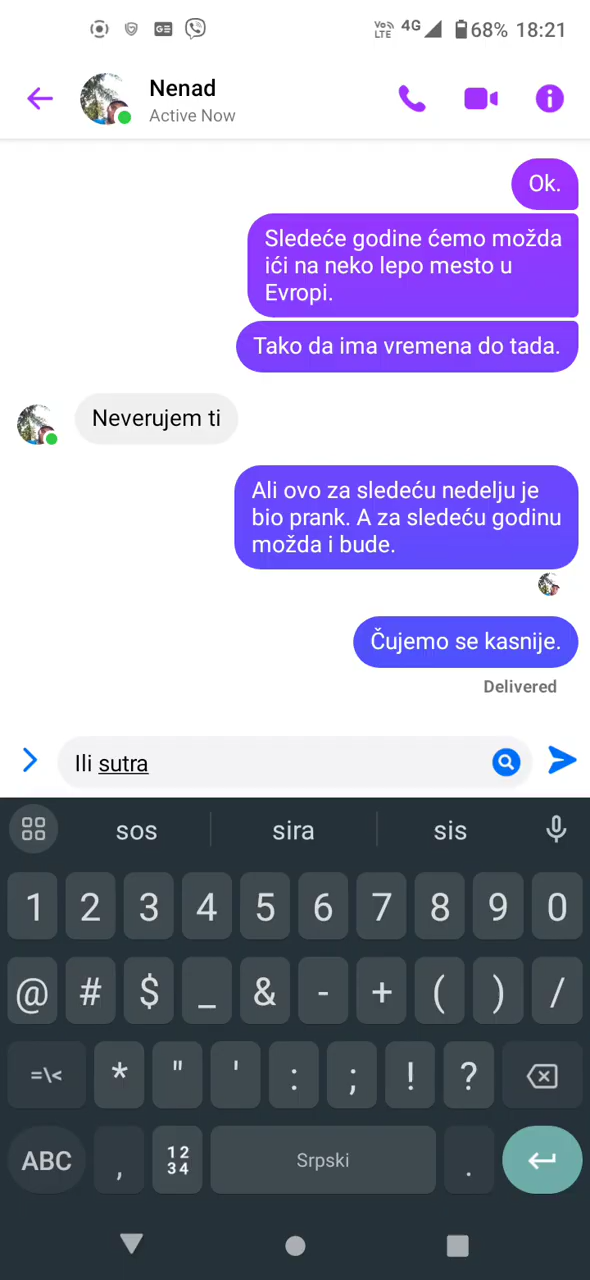 Vo)) LTE 4G 68% 18:21
Nenad
Active Now
Ok.
Sledeće godine ćemo možda
ići na neko lepo mesto u
Evropi.
Tako da ima vremena do tada.
Neverujem ti
Ali ovo za sledeću nedelju je
bio prank. A za sledeću godinu
možda i bude.
Čujemo se kasnije.
Delivered
Ili sutra
sos sira sis
1 2 3 4 5 6 7 8 9 0
@ # $ _ & - + ( ) /
=\< * " ' : ; ! ?
ABC , 12 34 Srpski .